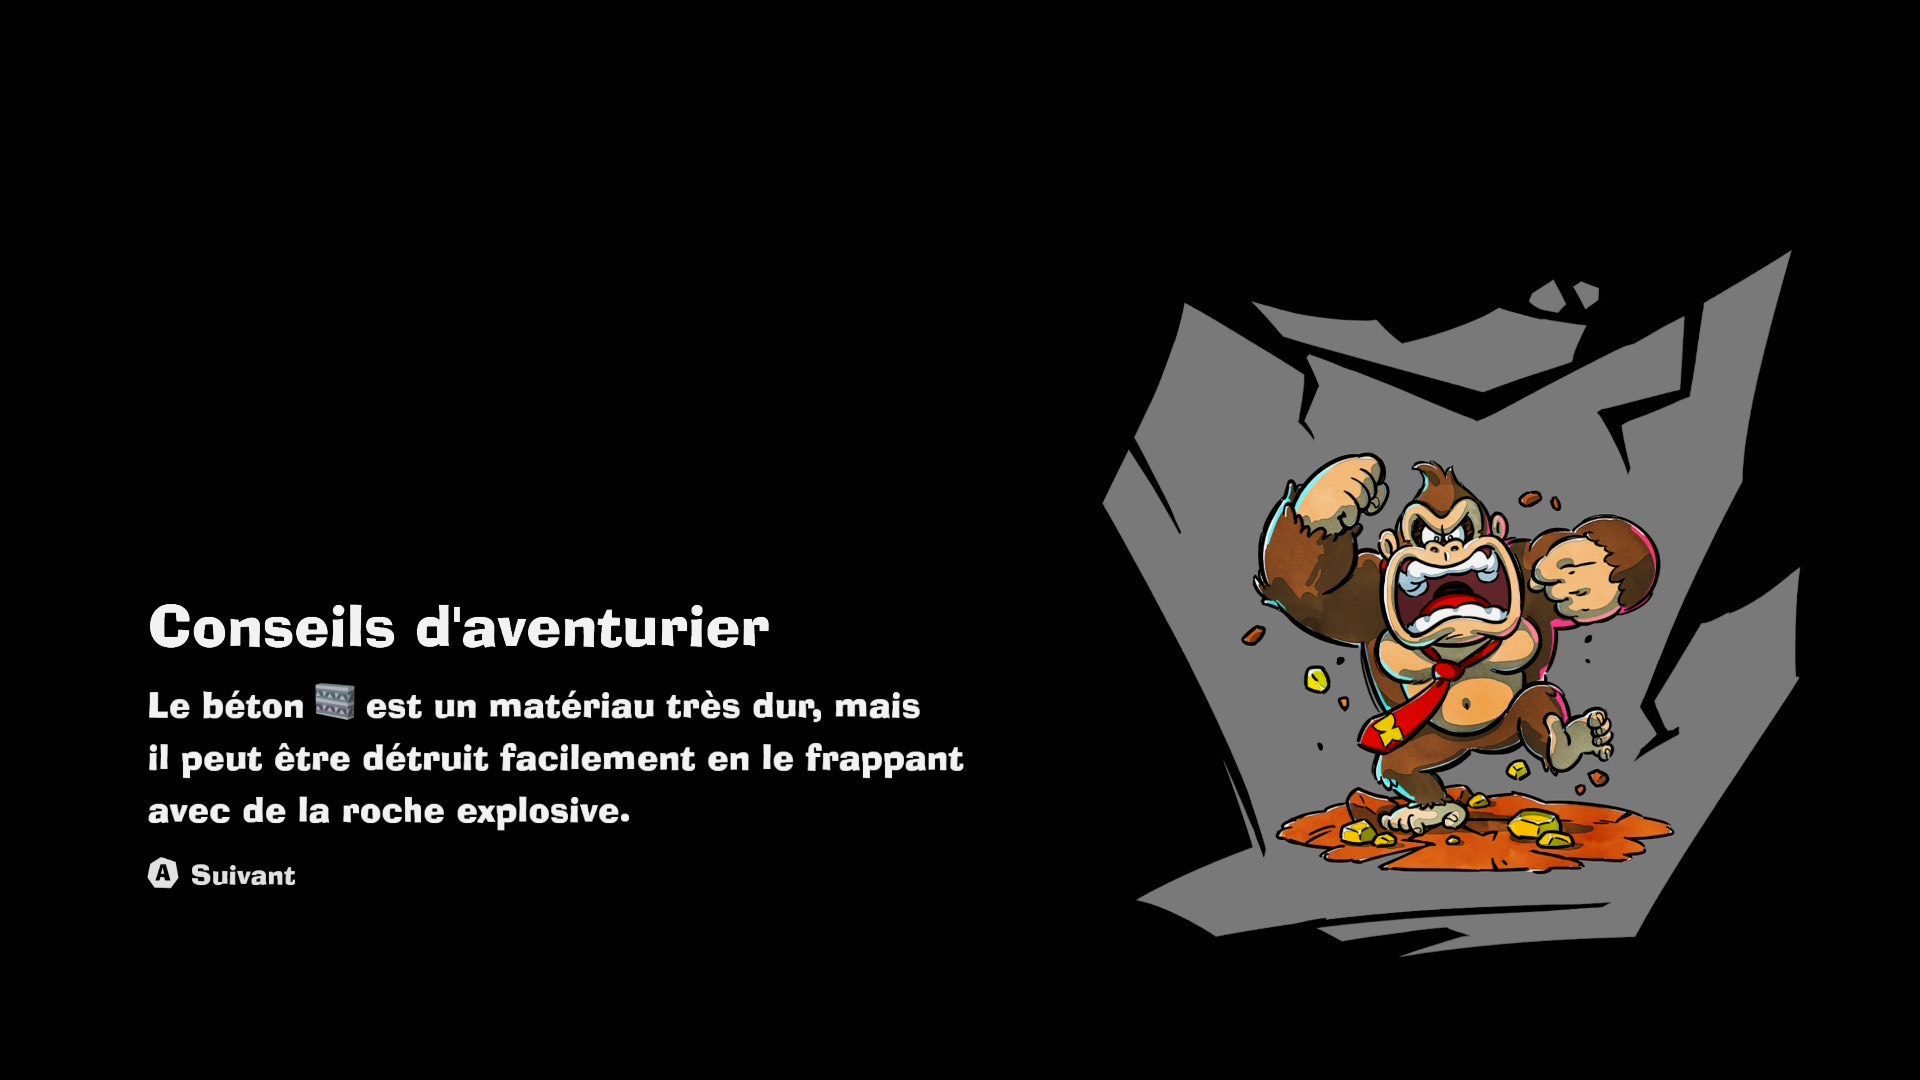 Conseils d'aventurier
Le béton est un matériau très dur, mais
il peut être détruit facilement en le frappant
avec de la roche explosive.
A Suivant